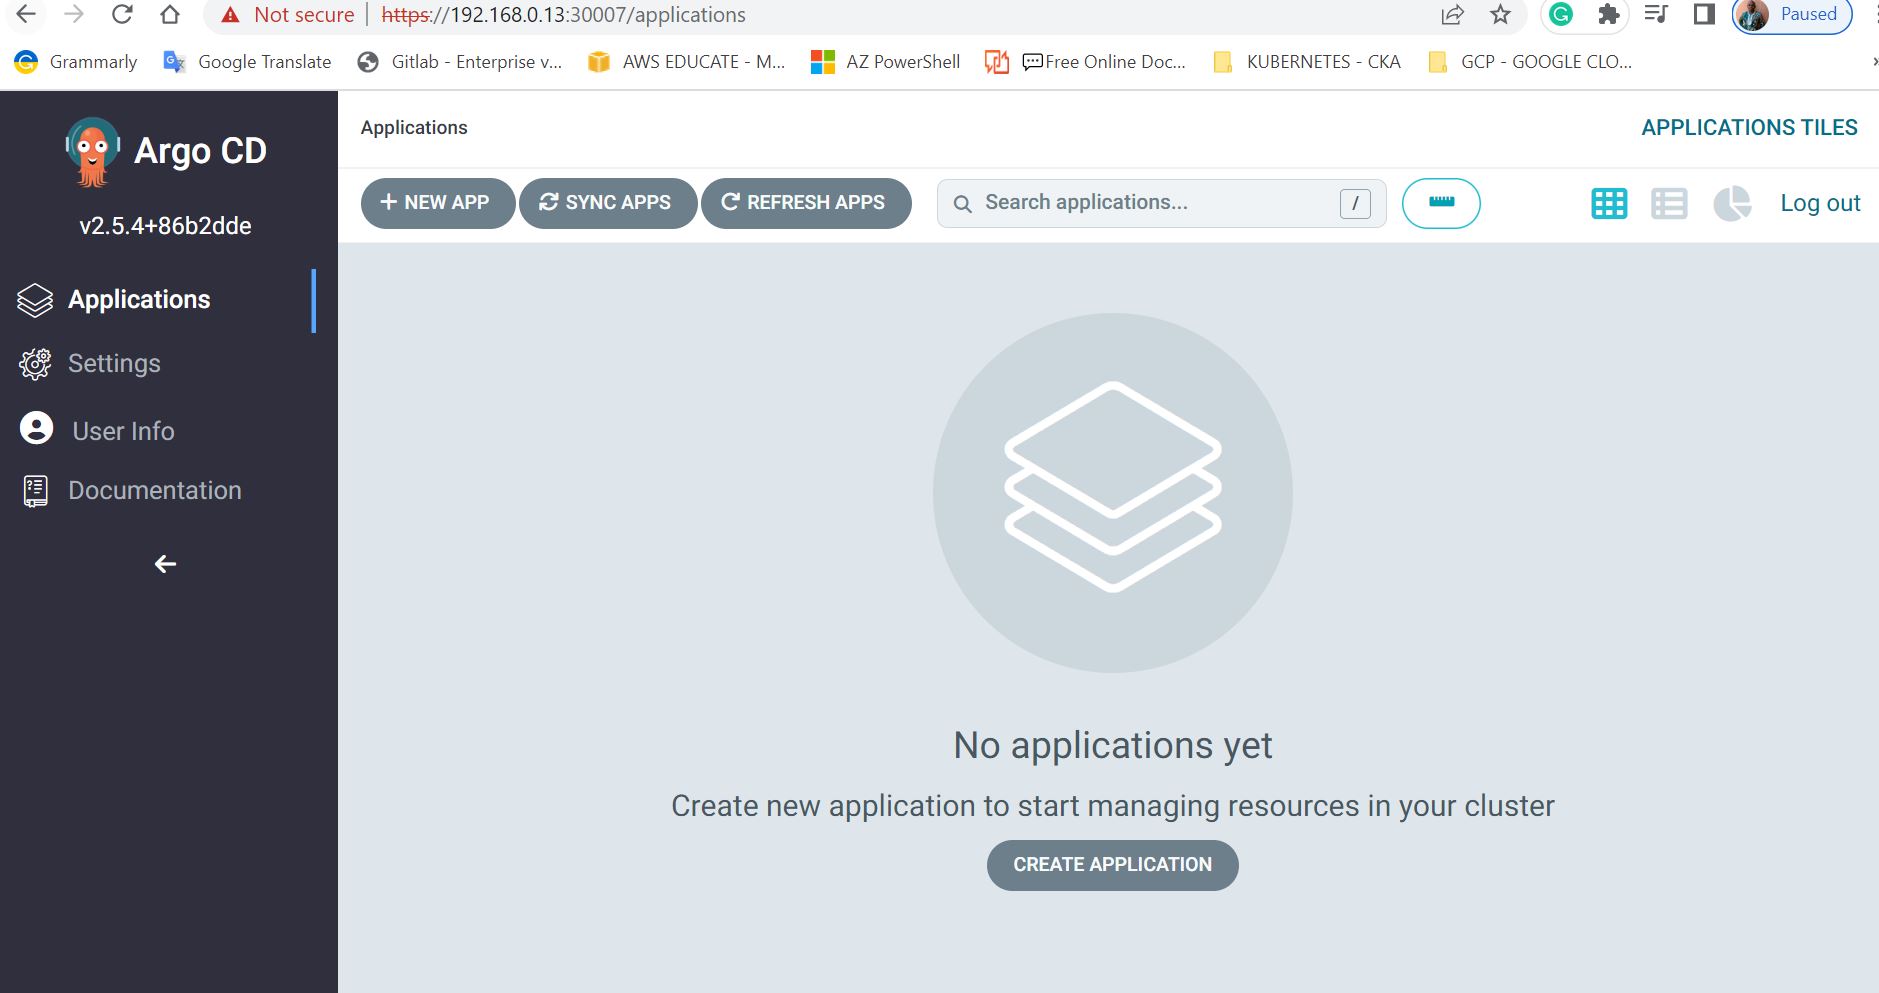 Not secure | https://192.168.0.13:30007/applications
Paused
Grammarly
Google Translate
Gitlab - Enterprise v...
AWS EDUCATE - M...
AZ PowerShell
Free Online Doc...
KUBERNETES - CKA
GCP - GOOGLE CLO...
»
Argo CD
v2.5.4+86b2dde
Applications
Settings
User Info
Documentation
Applications
APPLICATIONS TILES
+ NEW APP
SYNC APPS
REFRESH APPS
Search applications...
/
Log out
No applications yet
Create new application to start managing resources in your cluster
CREATE APPLICATION